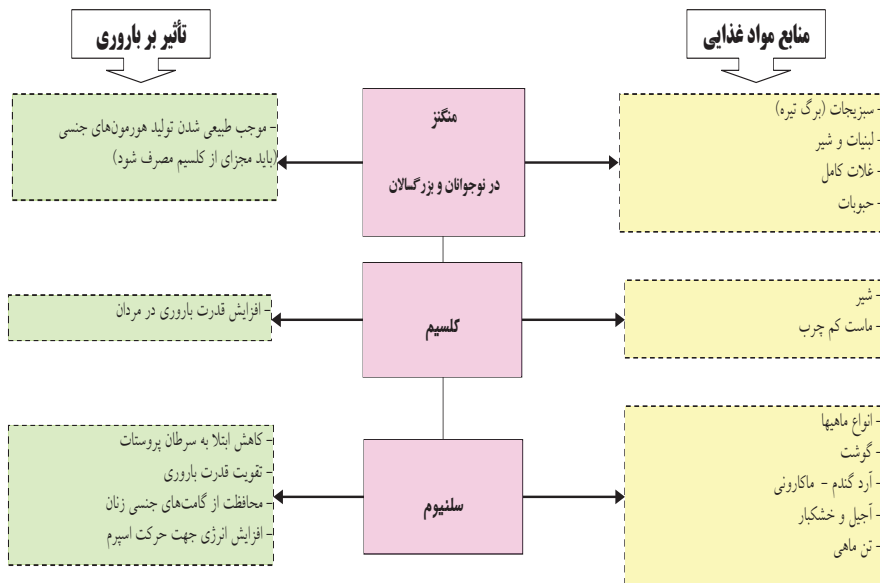 منابع مواد غذایی
تأثیر بر باروری
منگنز
در نوجوانان و بزرگسالان
- سبزیجات (برگ تیره)
- لبنیات و شیر
- غلات کامل
- حبوبات
- موجب طبیعی شدن تولید هورمون‌های جنسی
(باید مجزای از کلسیم مصرف شود)
کلسیم
- شیر
- ماست کم چرب
- افزایش قدرت باروری در مردان
سلنیوم
- انواع ماهیها
- گوشت
- آرد گندم - ماکارونی
- آجیل و خشکبار
- تن ماهی
- کاهش ابتلا به سرطان پروستات
- تقویت قدرت باروری
- محافظت از گامت‌های جنسی زنان
- افزایش انرژی جهت حرکت اسپرم